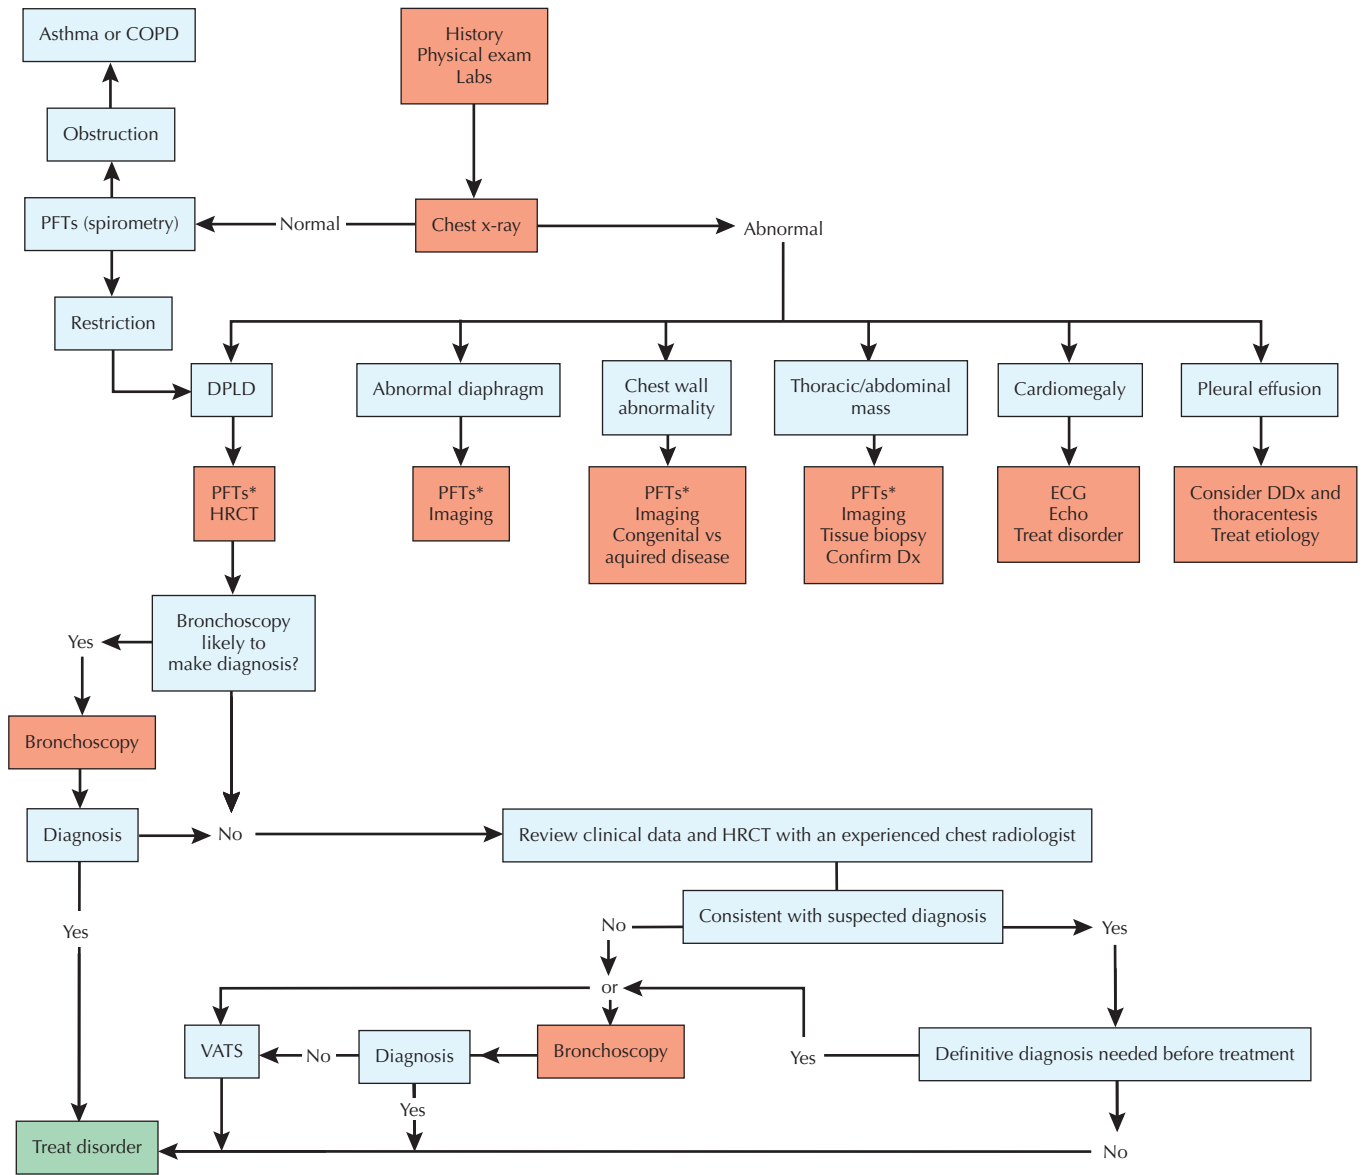 Asthma or COPD
History
Physical exam
Labs
Obstruction
PFTs (spirometry)
Normal
Chest x-ray
Abnormal
Restriction
DPLD
Abnormal diaphragm
Chest wall
abnormality
Thoracic/abdominal
mass
Cardiomegaly
Pleural effusion
PFTs*
HRCT
PFTs*
Imaging
PFTs*
Imaging
Congenital vs
aquired disease
PFTs*
Imaging
Tissue biopsy
Confirm Dx
ECG
Echo
Treat disorder
Consider DDx and
thoracentesis
Treat etiology
Bronchoscopy
likely to
make diagnosis?
Yes
Bronchoscopy
Diagnosis
No
Review clinical data and HRCT with an experienced chest radiologist
Yes
Consistent with suspected diagnosis
No
Yes
or
VATS
No
Diagnosis
Bronchoscopy
Yes
Definitive diagnosis needed before treatment
Yes
Treat disorder
No